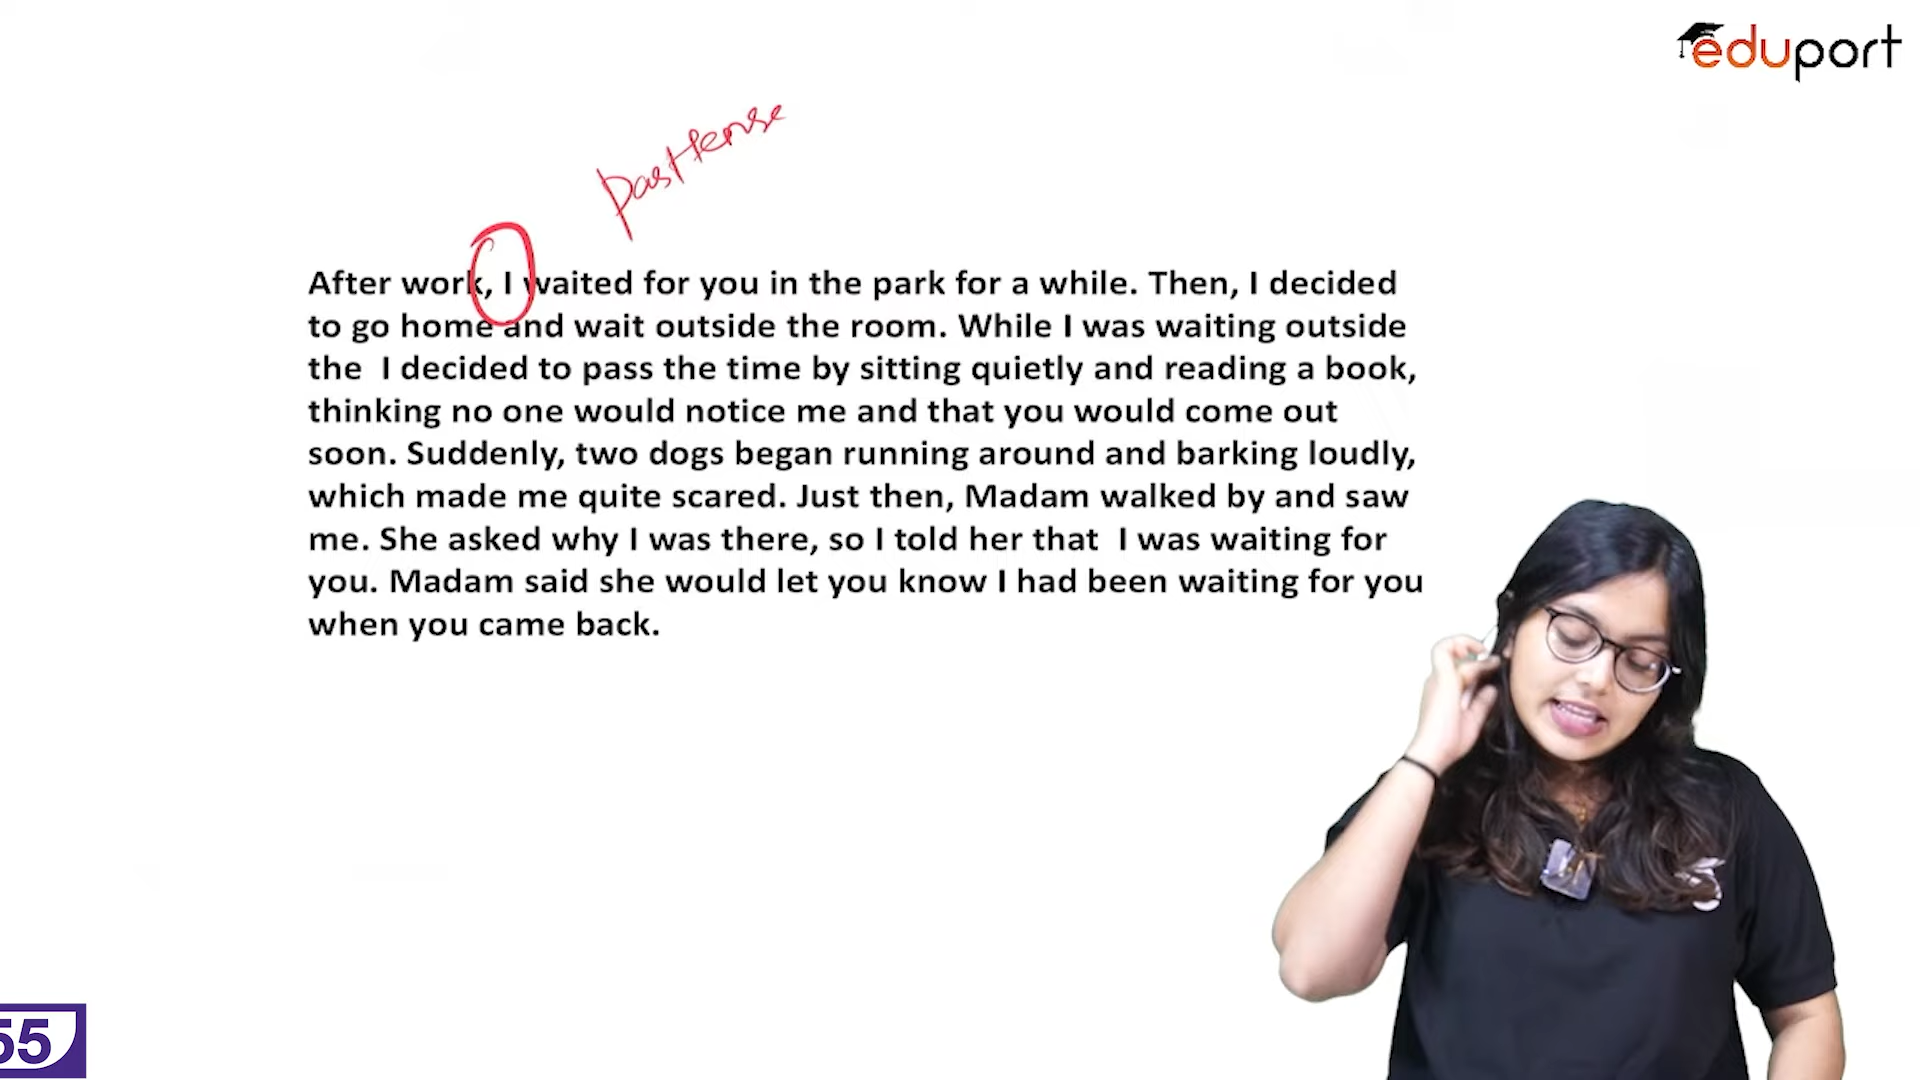 eduport
past tense
After work, I waited for you in the park for a while. Then, I decided
to go home and wait outside the room. While I was waiting outside
the  I decided to pass the time by sitting quietly and reading a book,
thinking no one would notice me and that you would come out
soon. Suddenly, two dogs began running around and barking loudly,
which made me quite scared. Just then, Madam walked by and saw
me. She asked why I was there, so I told her that  I was waiting for
you. Madam said she would let you know I had been waiting for you
when you came back.
55